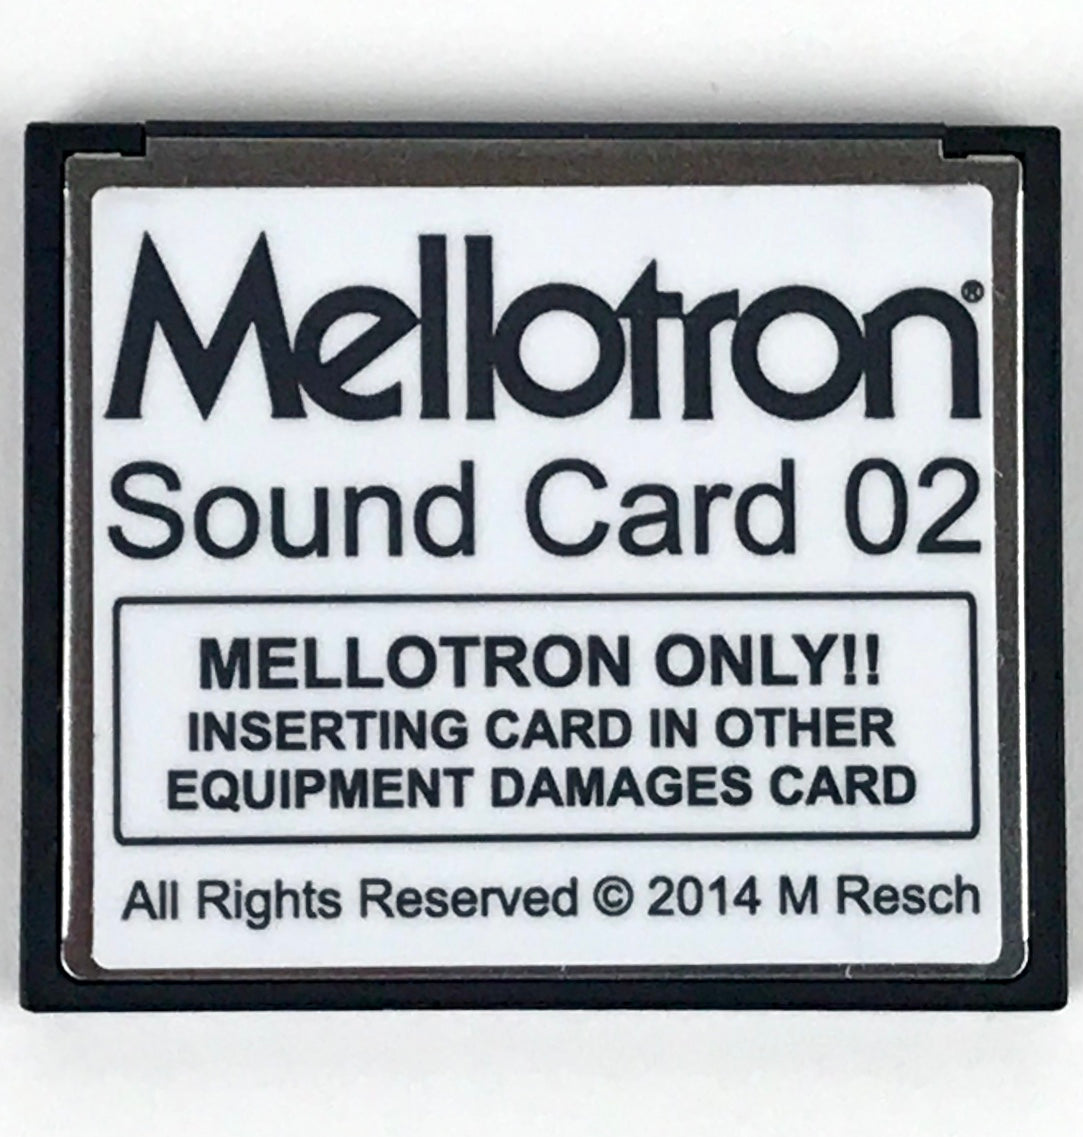 Mellotron®
Sound Card 02
MELLOTRON ONLY!!
INSERTING CARD IN OTHER
EQUIPMENT DAMAGES CARD
All Rights Reserved © 2014 M Resch